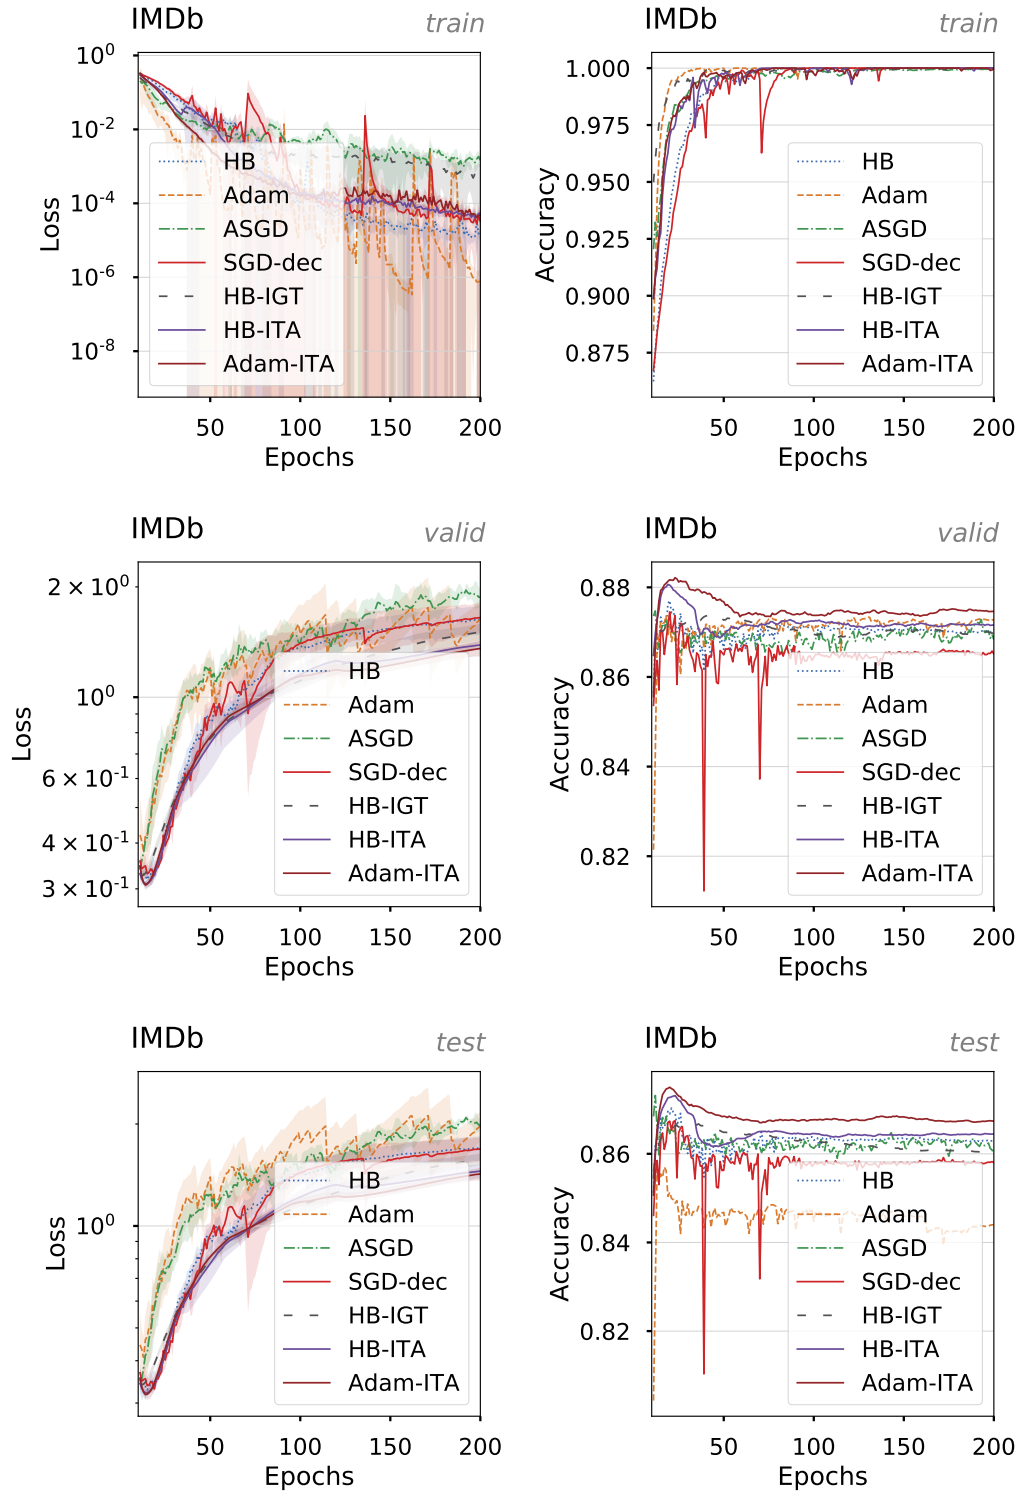 IMDb train
10^0
10^-2
10^-4
10^-6
10^-8
Loss
HB
Adam
ASGD
SGD-dec
HB-IGT
HB-ITA
Adam-ITA
50 100 150 200
Epochs
1.000
0.975
0.950
0.925
0.900
0.875
Accuracy
HB
Adam
ASGD
SGD-dec
HB-IGT
HB-ITA
Adam-ITA
50 100 150 200
Epochs
IMDb valid
2 × 10^0
10^0
6 × 10^-1
4 × 10^-1
3 × 10^-1
Loss
HB
Adam
ASGD
SGD-dec
HB-IGT
HB-ITA
Adam-ITA
50 100 150 200
Epochs
IMDb valid
0.88
0.86
0.84
0.82
Accuracy
HB
Adam
ASGD
SGD-dec
HB-IGT
HB-ITA
Adam-ITA
50 100 150 200
Epochs
IMDb test
10^0
Loss
HB
Adam
ASGD
SGD-dec
HB-IGT
HB-ITA
Adam-ITA
50 100 150 200
Epochs
IMDb test
0.86
0.84
0.82
Accuracy
HB
Adam
ASGD
SGD-dec
HB-IGT
HB-ITA
Adam-ITA
50 100 150 200
Epochs